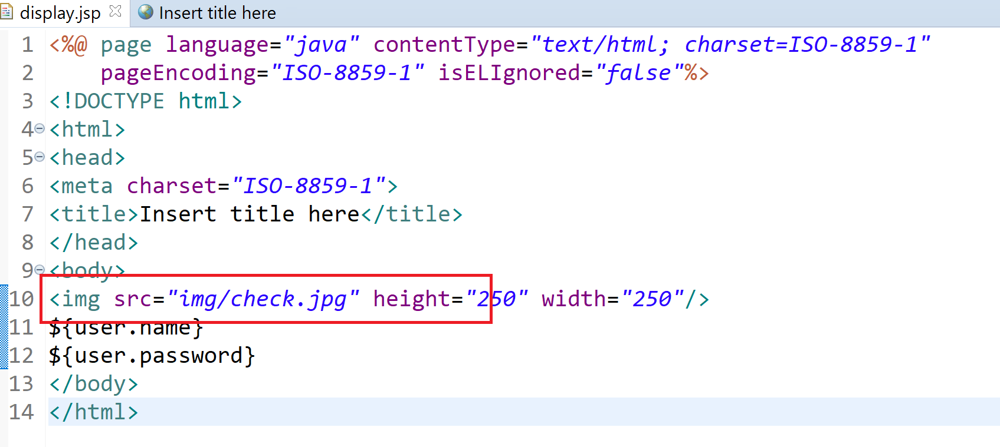 display.jsp Insert title here
1 <%@ page language="java" contentType="text/html; charset=ISO-8859-1"
2 pageEncoding="ISO-8859-1" isELIgnored="false"%>
3 <!DOCTYPE html>
4 <html>
5 <head>
6 <meta charset="ISO-8859-1">
7 <title>Insert title here</title>
8 </head>
9 <body>
10 <img src="img/check.jpg" height="250" width="250"/>
11 ${user.name}
12 ${user.password}
13 </body>
14 </html>